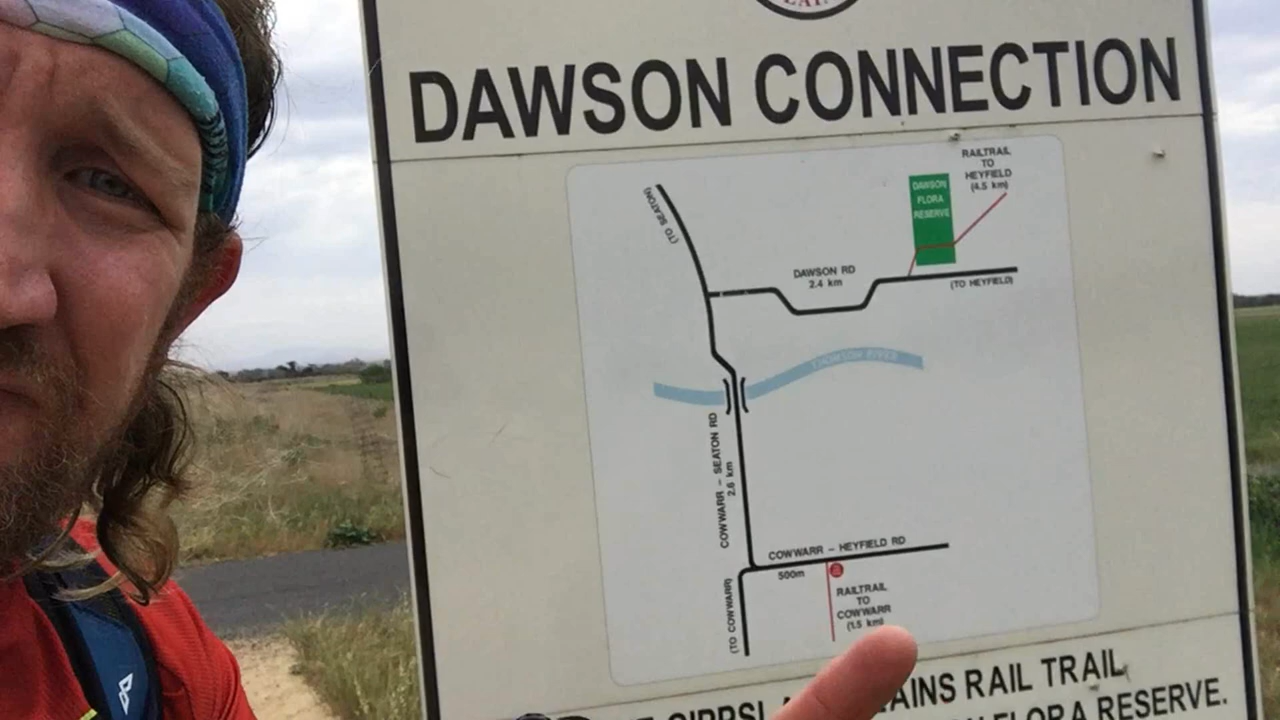 DAWSON CONNECTION
RAILTRAIL
TO
HEYFIELD
(4.5 km)
DAWSON
FLORA
RESERVE
(TO SEATON)
DAWSON RD
2.4 km
(TO HEYFIELD)
THOMSON RIVER
COWWARR – SEATON RD
2.6 km
COWWARR – HEYFIELD RD
500m
(TO COWWARR)
RAILTRAIL
TO
COWWARR
(1.5 km)
RAIL TRAIL
FLORA RESERVE.